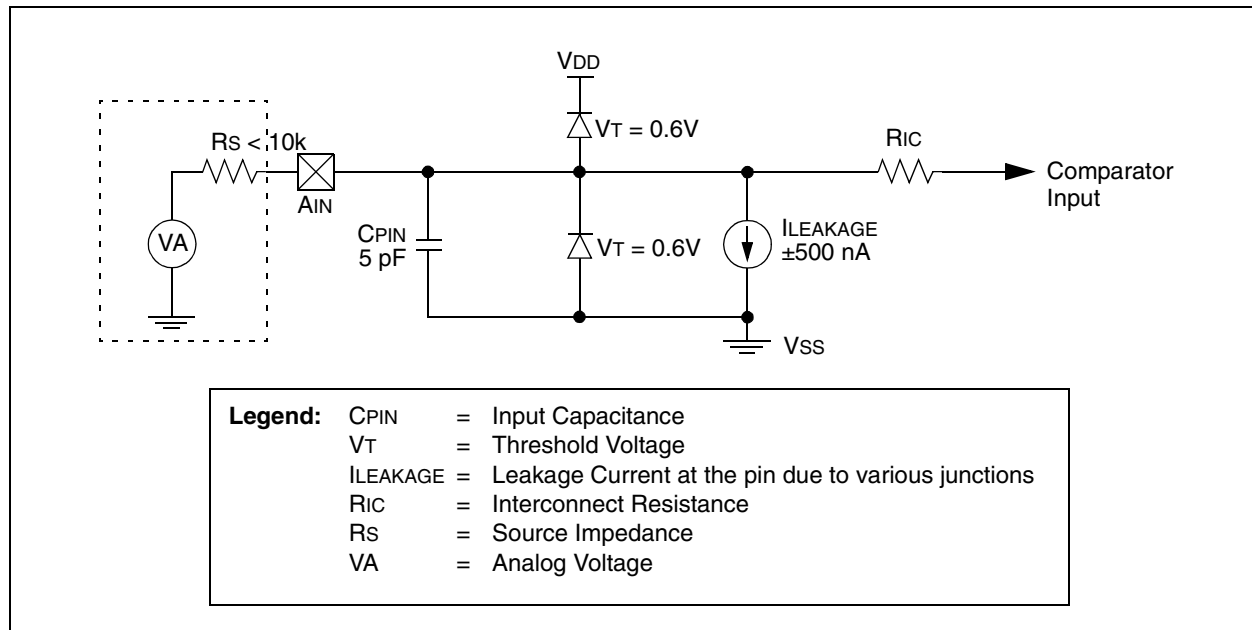 VDD
RS < 10k
VT = 0.6V
RIC
AIN
Comparator
Input
VA
CPIN
5 pF
VT = 0.6V
ILEAKAGE
±500 nA
VSS
Legend: CPIN = Input Capacitance
VT = Threshold Voltage
ILEAKAGE = Leakage Current at the pin due to various junctions
RIC = Interconnect Resistance
RS = Source Impedance
VA = Analog Voltage